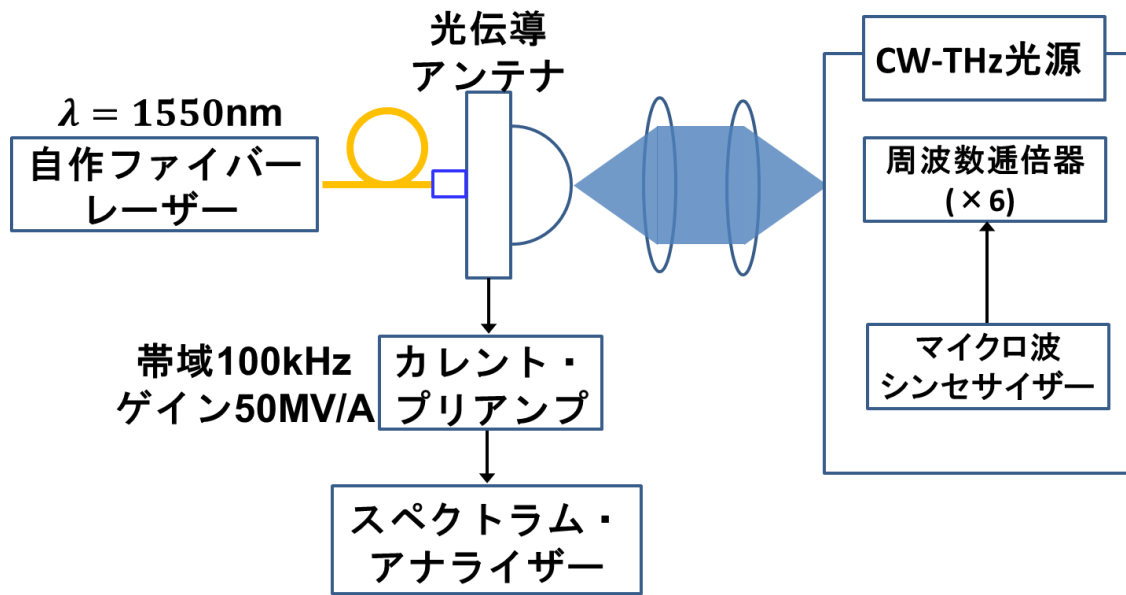 光伝導
アンテナ
λ = 1550nm
自作ファイバー
レーザー
CW-THz光源
周波数逓倍器
(×6)
マイクロ波
シンセサイザー
帯域100kHz
ゲイン50MV/A
カレント・
プリアンプ
スペクトラム・
アナライザー